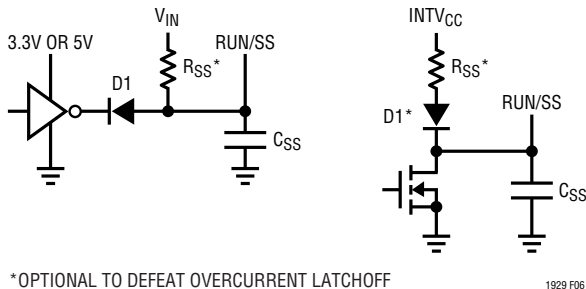 V_IN
3.3V OR 5V
R_SS*
RUN/SS
D1
C_SS
INTV_CC
R_SS*
D1*
RUN/SS
C_SS
*OPTIONAL TO DEFEAT OVERCURRENT LATCHOFF
1929 F06